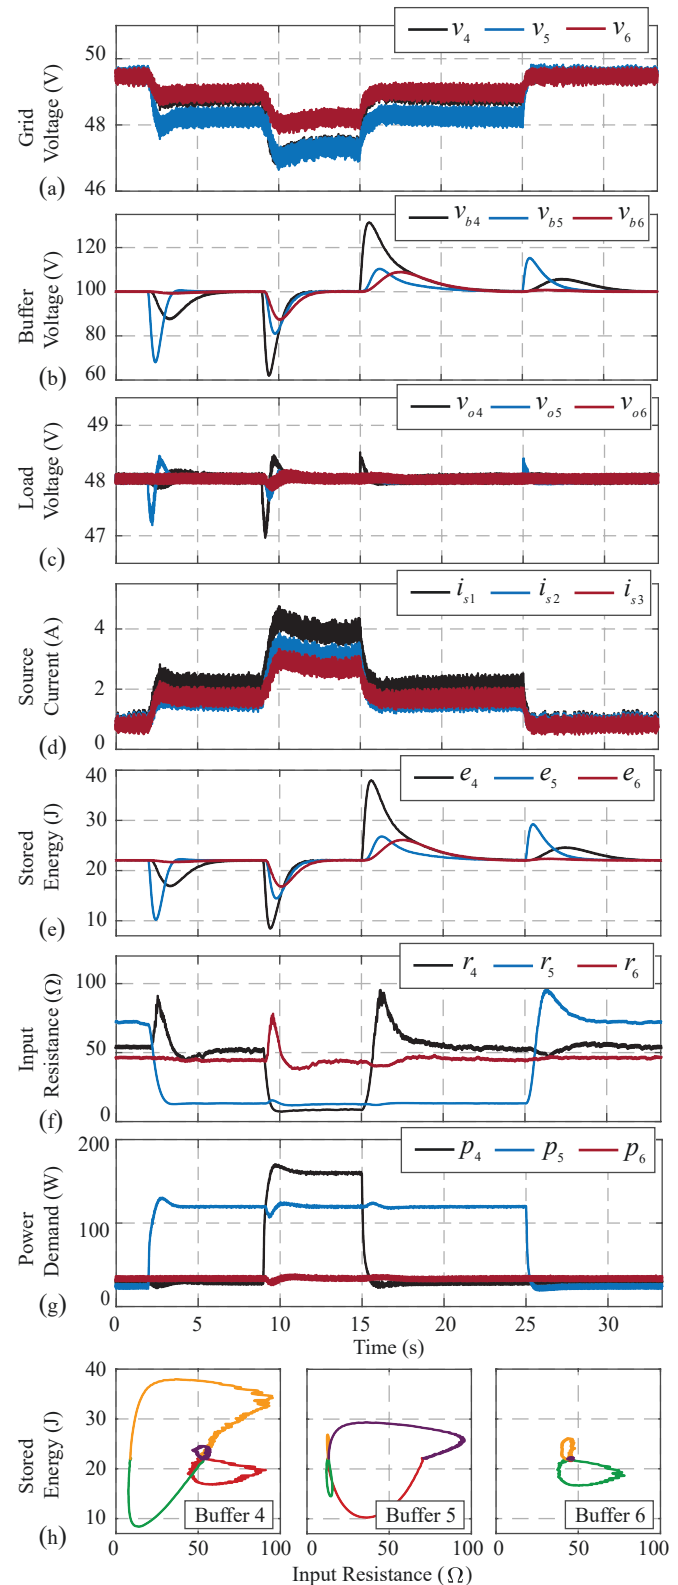 v4 v5 v6
50
48
46
Grid
Voltage (V)
(a)
vb4 vb5 vb6
120
100
80
60
Buffer
Voltage (V)
(b)
vo4 vo5 vo6
49
48
47
Load
Voltage (V)
(c)
is1 is2 is3
4
2
0
Source
Current (A)
(d)
e4 e5 e6
40
30
20
10
Stored
Energy (J)
(e)
r4 r5 r6
100
50
0
Input
Resistance (Ω)
(f)
p4 p5 p6
200
100
0
Power
Demand (W)
(g)
0 5 10 15 20 25 30
Time (s)
40
30
20
10
Stored
Energy (J)
(h)
Buffer 4 Buffer 5 Buffer 6
0 50 100 0 50 100 0 50 100
Input Resistance (Ω)